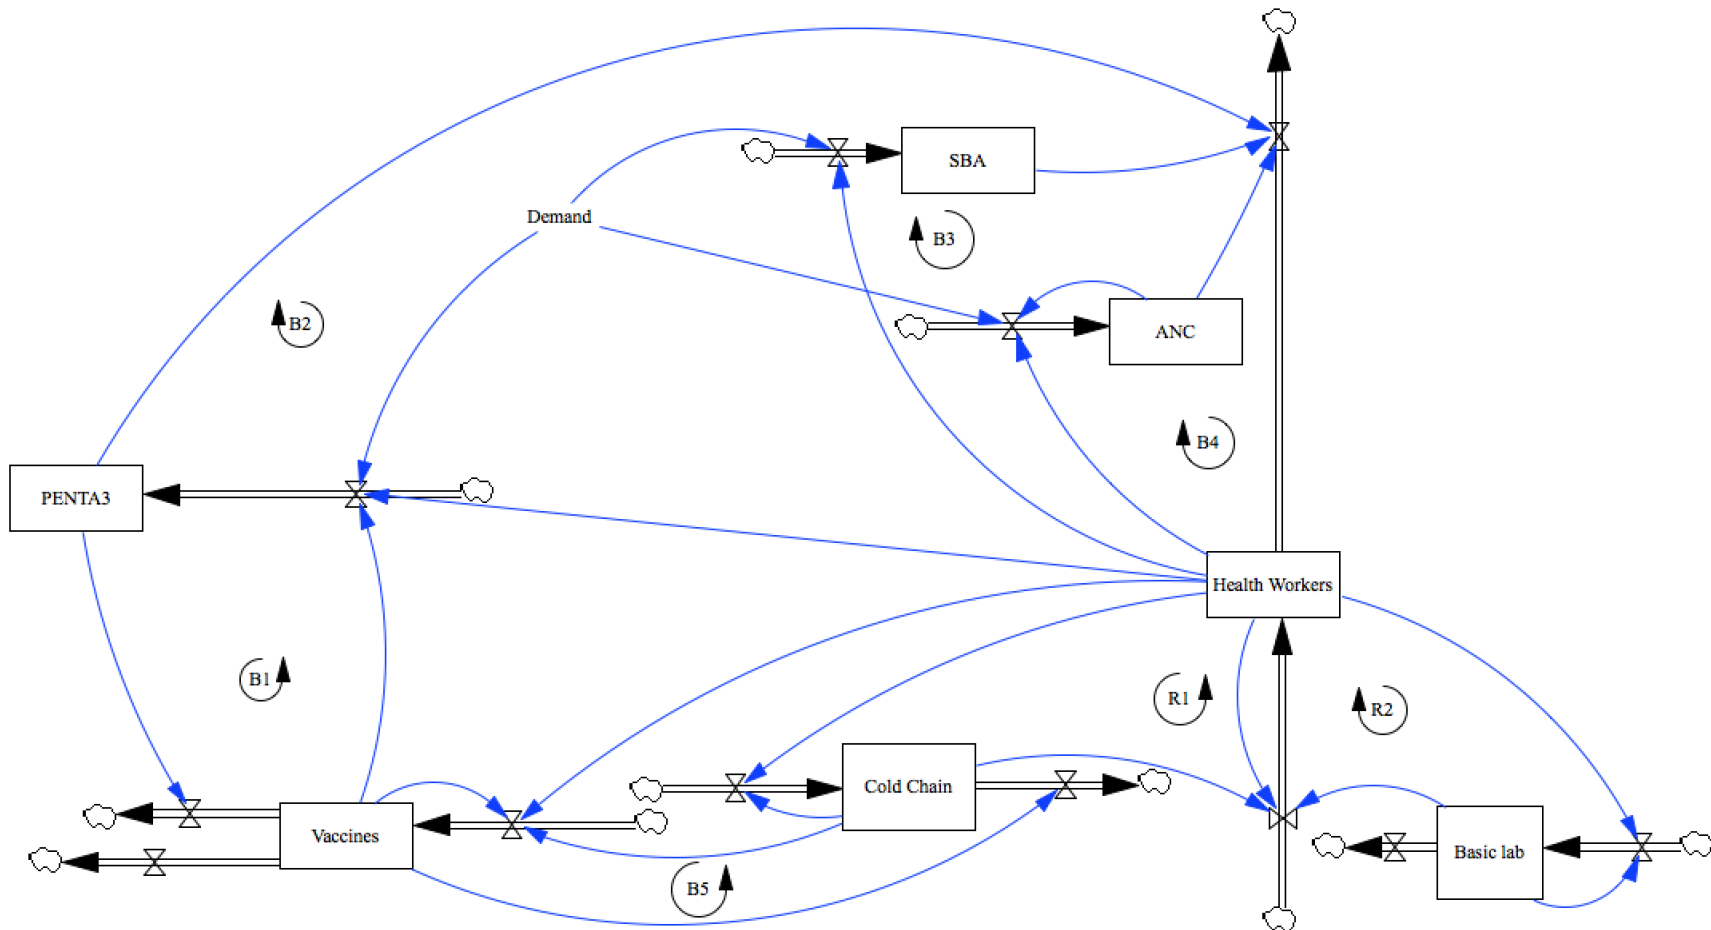 SBA
Demand
B3
B2
ANC
B4
PENTA3
Health Workers
B1
R1
R2
Cold Chain
Vaccines
Basic lab
B5